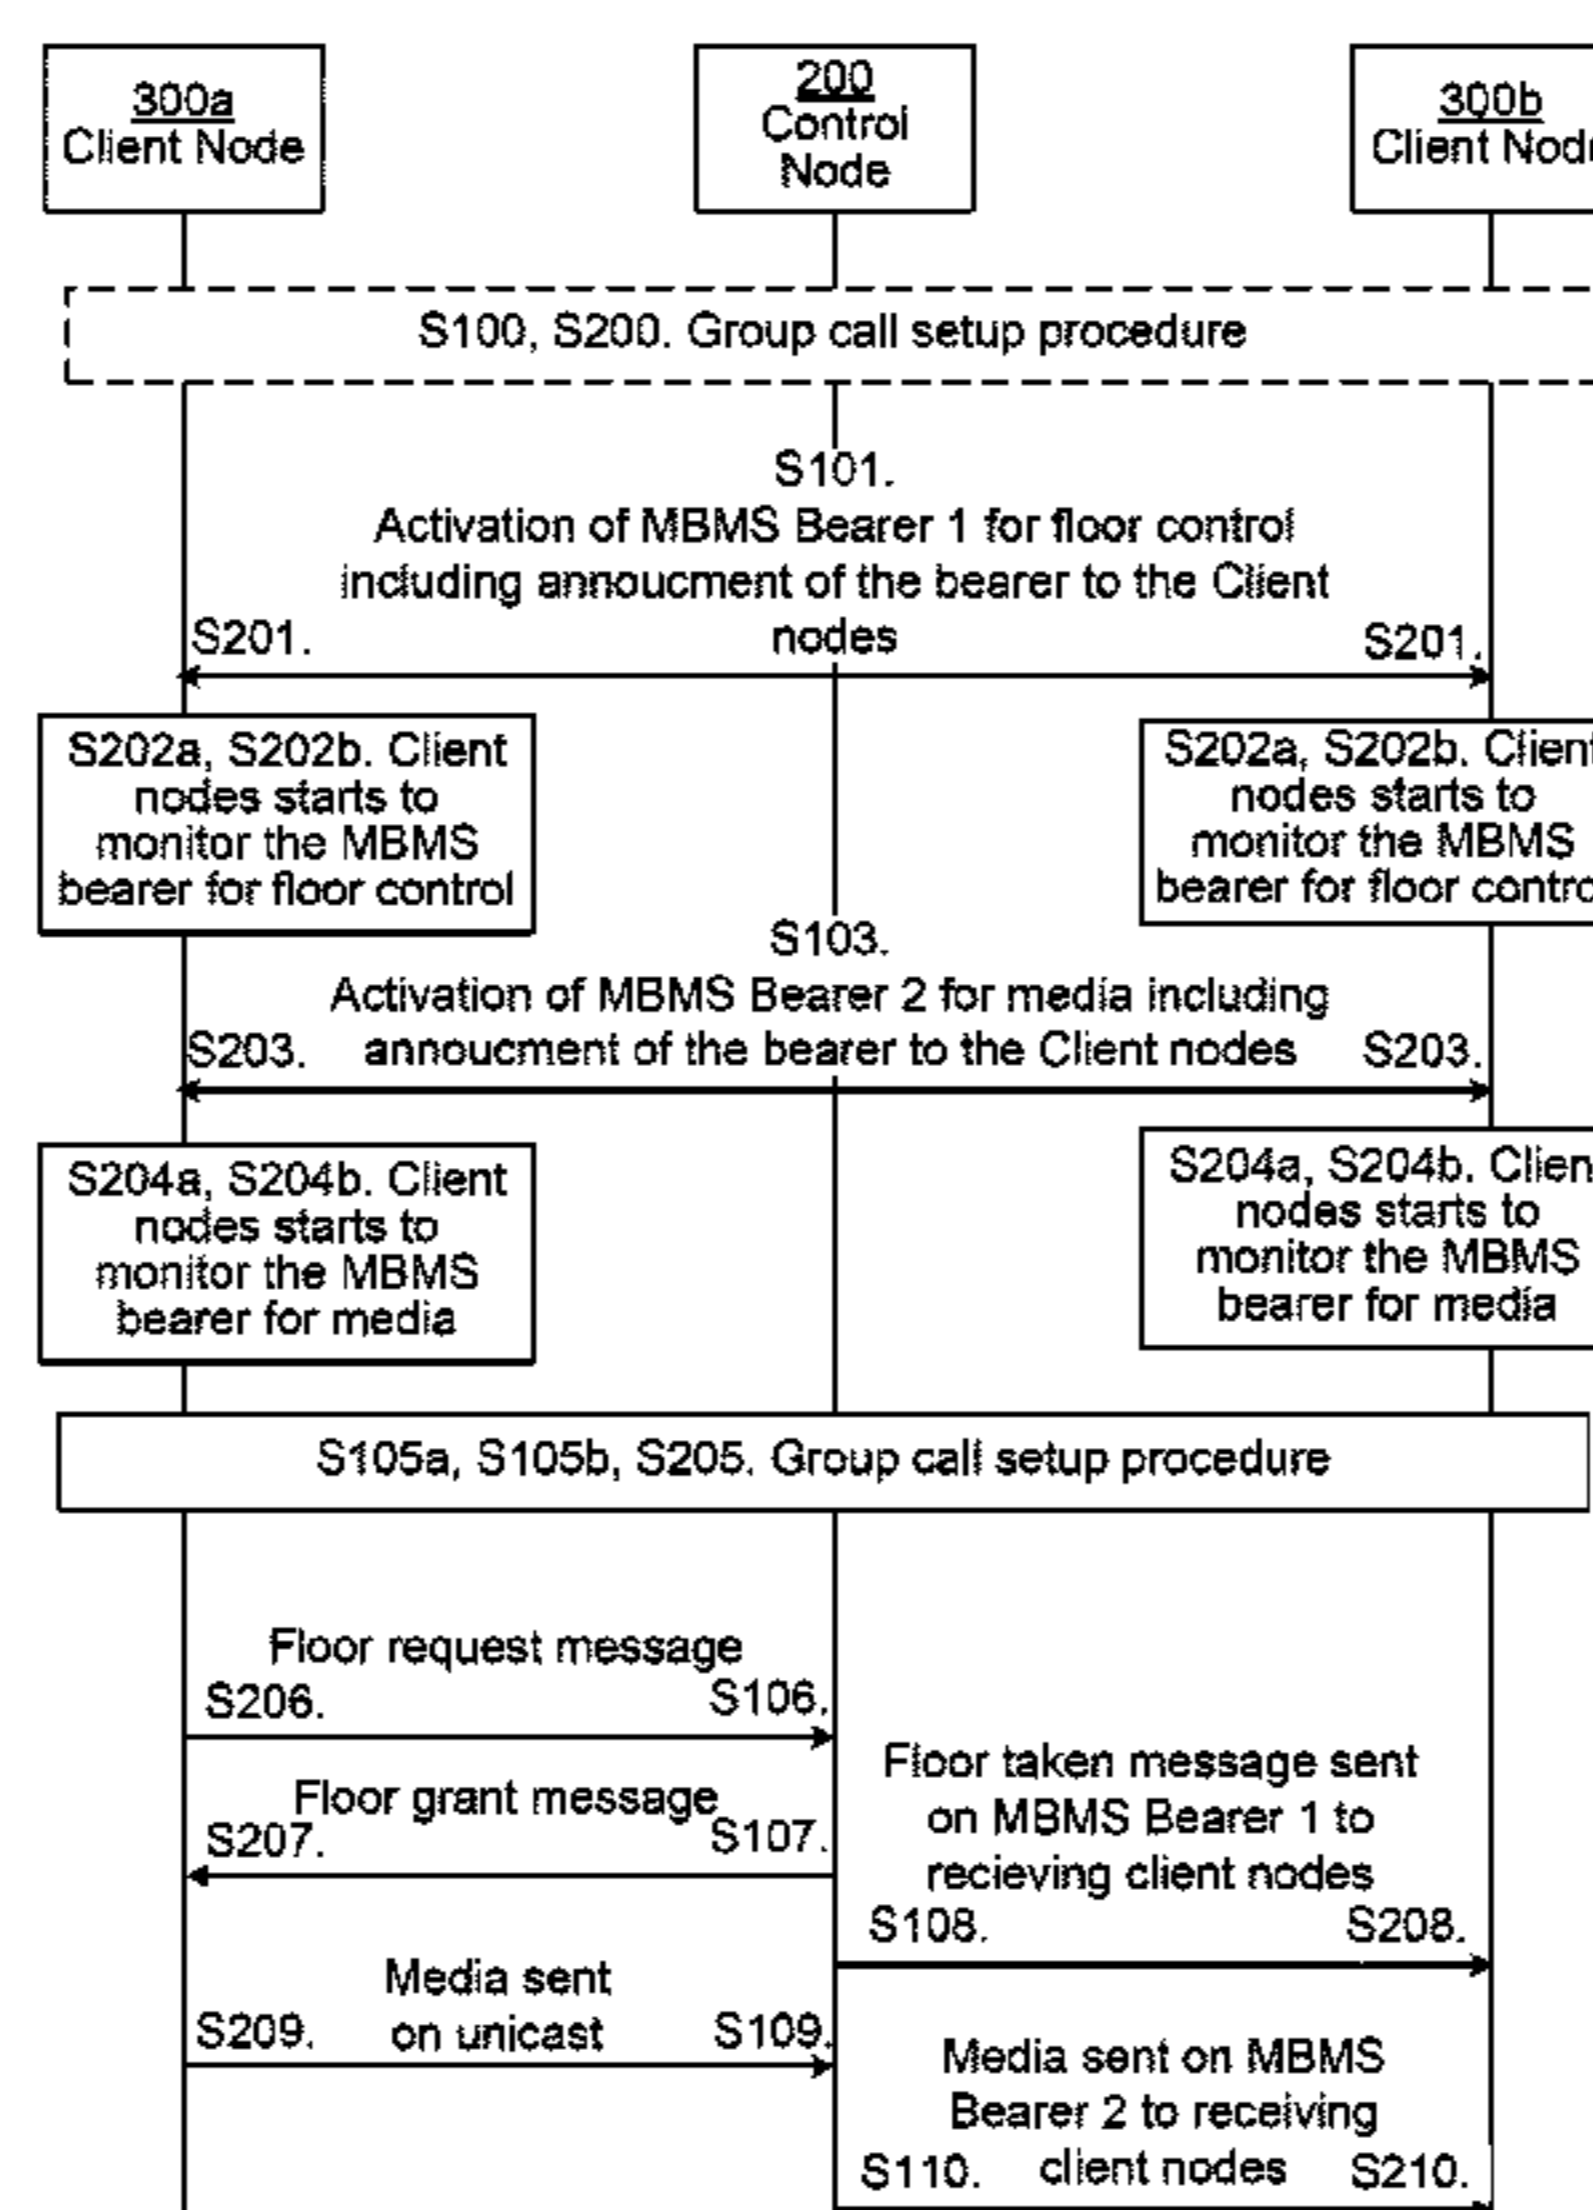 300a
Client Node
200
Control
Node
300b
Client
S100, S200. Group call setup procedure
S101.
Activation of MBMS Bearer 1 for floor control
including annoucment of the bearer to the Client
nodes
S201.
S201.
S202a, S202b. Client
nodes starts to
monitor the MBMS
bearer for floor control
S202a, S202b. Client
nodes starts to
monitor the MBMS
bearer for floor
S103.
Activation of MBMS Bearer 2 for media including
annoucment of the bearer to the Client nodes
S203.
S203.
S204a, S204b. Client
nodes starts to
monitor the MBMS
bearer for media
S204a, S204b.
nodes starts to
monitor the MBMS
bearer for media
S105a, S105b, S205. Group call setup procedure
Floor request message
S206.
S106.
Floor grant message
S207.
S107.
Floor taken message sent
on MBMS Bearer 1 to
recieving client nodes
S108.
S208.
Media sent
on unicast
S209.
S109.
Media sent on MBMS
Bearer 2 to receiving
client nodes
S110.
S210.